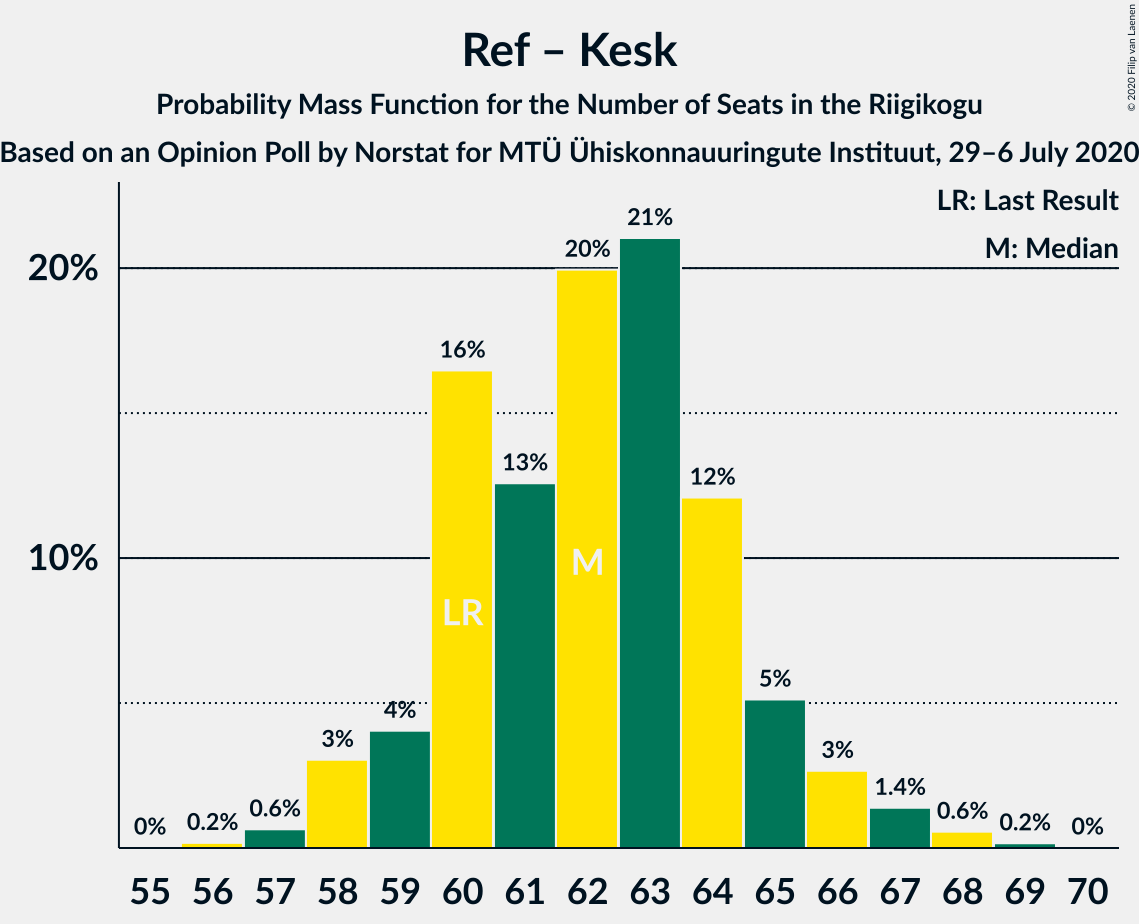 Ref – Kesk
Probability Mass Function for the Number of Seats in the Riigikogu
Based on an Opinion Poll by Norstat for MTÜ Ühiskonnauuringute Instituut, 29–6 July 2020
© 2020 Filip van Laenen
LR: Last Result
M: Median
20%
10%
0%
0.2%
0.6%
3%
4%
16%
13%
20%
21%
12%
5%
3%
1.4%
0.6%
0.2%
0%
LR
M
55 56 57 58 59 60 61 62 63 64 65 66 67 68 69 70